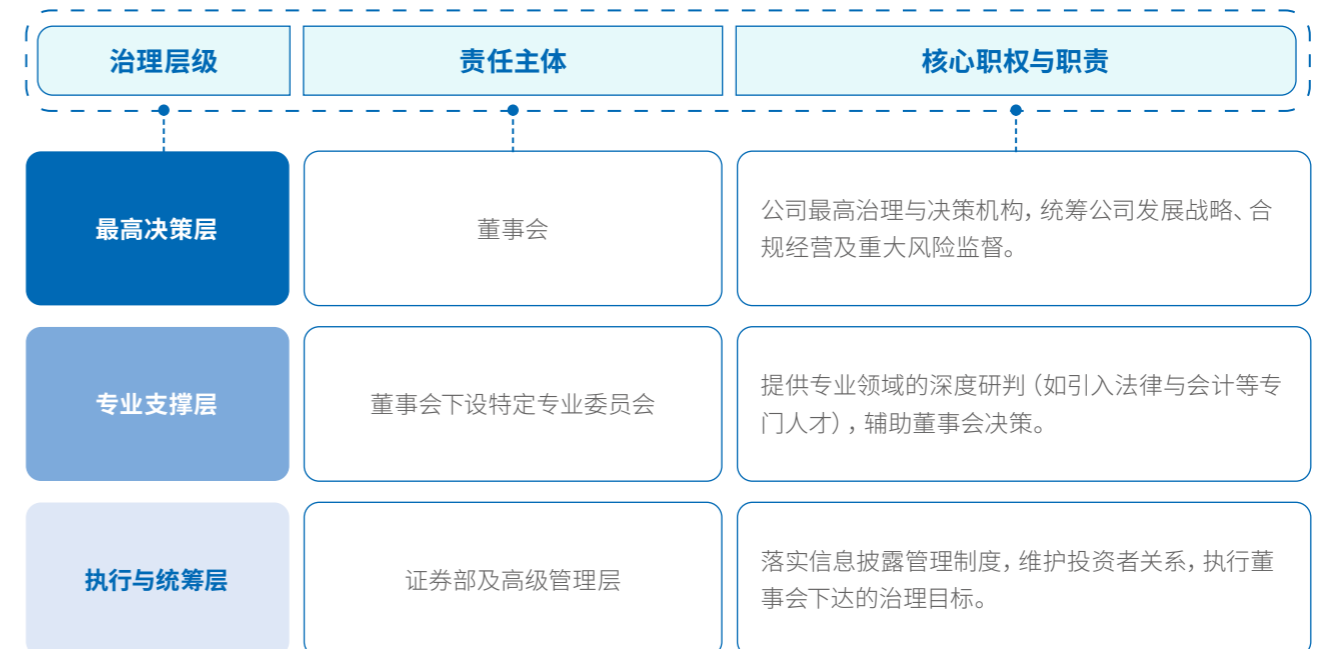 治理层级
责任主体
核心职权与职责
最高决策层
董事会
公司最高治理与决策机构，统筹公司发展战略、合
规经营及重大风险监督。
专业支撑层
董事会下设特定专业委员会
提供专业领域的深度研判（如引入法律与会计等专
门人才），辅助董事会决策。
执行与统筹层
证券部及高级管理层
落实信息披露管理制度，维护投资者关系，执行董
事会下达的治理目标。